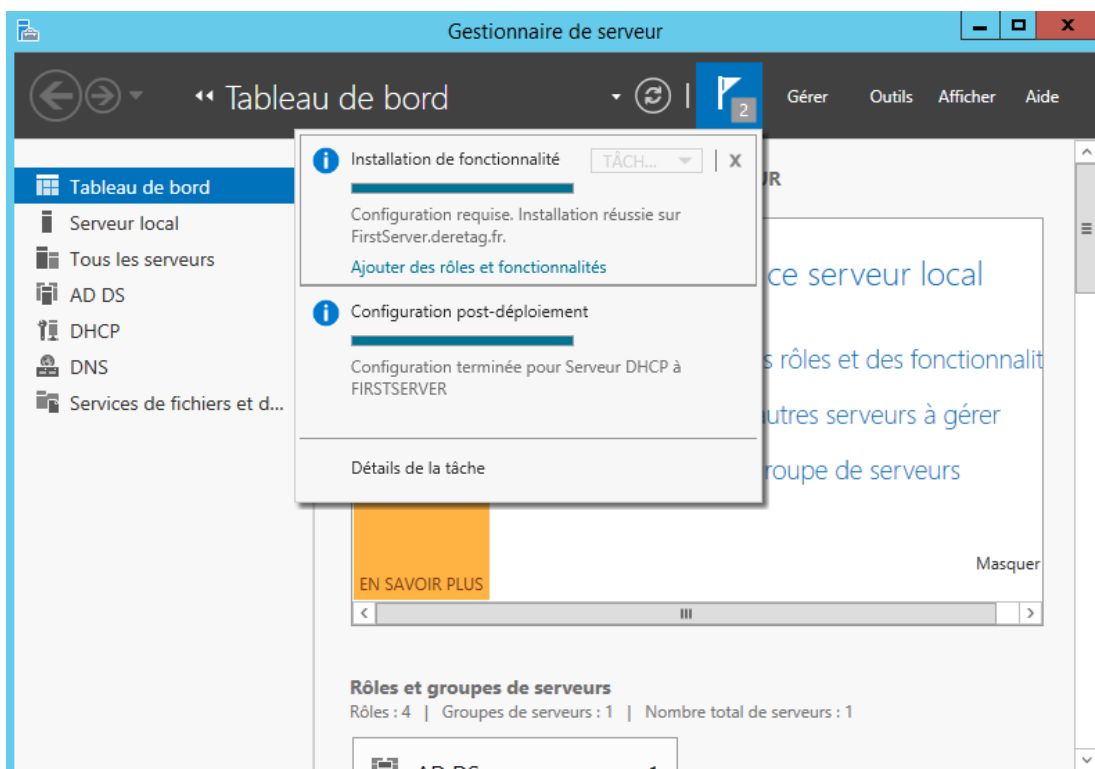 Gestionnaire de serveur
Tableau de bord
2
Gérer Outils Afficher Aide
Tableau de bord
Serveur local
Tous les serveurs
AD DS
DHCP
DNS
Services de fichiers et d...
Installation de fonctionnalité TÂCH... X
Configuration requise. Installation réussie sur
FirstServer.deretag.fr.
Ajouter des rôles et fonctionnalités
Configuration post-déploiement
Configuration terminée pour Serveur DHCP à
FIRSTSERVER
Détails de la tâche
UR
ce serveur local
rôles et des fonctionnalit
autres serveurs à gérer
roupe de serveurs
Masquer
EN SAVOIR PLUS
Rôles et groupes de serveurs
Rôles : 4 | Groupes de serveurs : 1 | Nombre total de serveurs : 1
AD DS